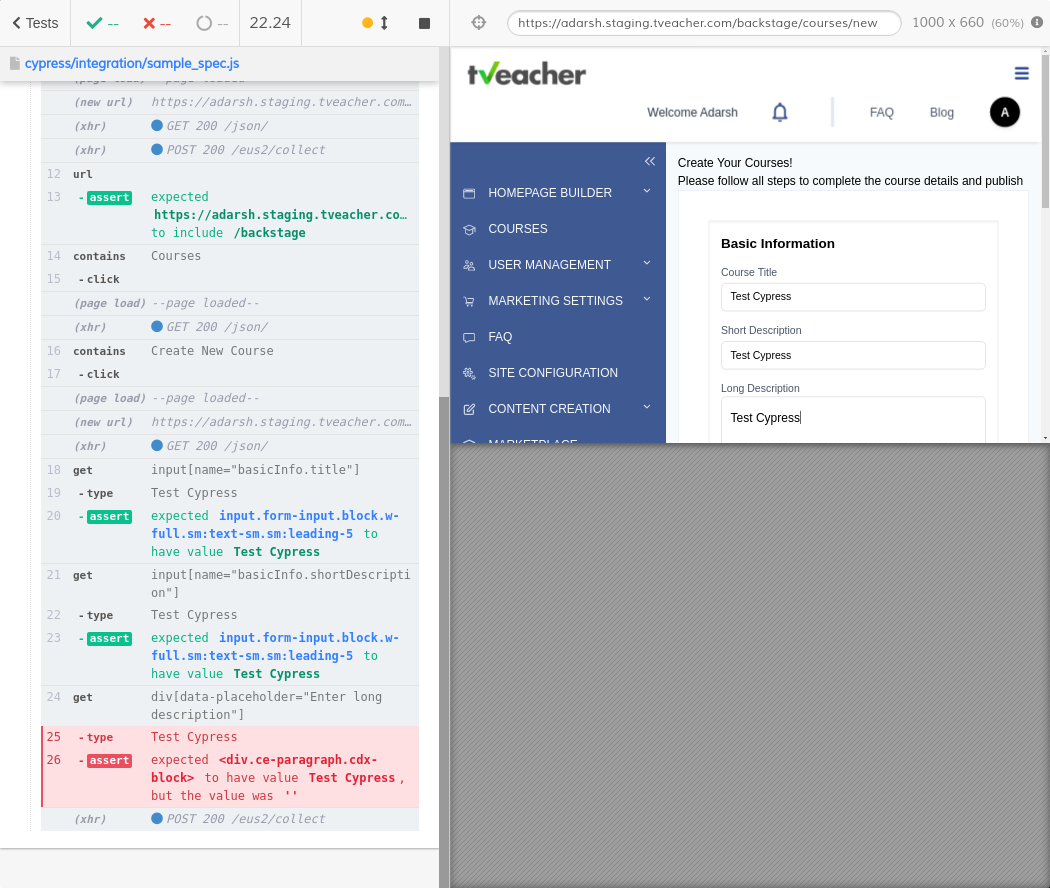 Tests -- -- -- 22.24
https://adarsh.staging.tveacher.com/backstage/courses/new 1000 x 660 (60%)
cypress/integration/sample_spec.js
(page load) --page loaded--
(new url) https://adarsh.staging.tveacher.com…
(xhr) GET 200 /json/
(xhr) POST 200 /eus2/collect
12 url
13 - assert expected
https://adarsh.staging.tveacher.co…
to include /backstage
14 contains Courses
15 - click
(page load) --page loaded--
(xhr) GET 200 /json/
16 contains Create New Course
17 - click
(page load) --page loaded--
(new url) https://adarsh.staging.tveacher.com…
(xhr) GET 200 /json/
18 get input[name="basicInfo.title"]
19 - type Test Cypress
20 - assert expected input.form-input.block.w-
full.sm:text-sm.sm:leading-5 to
have value Test Cypress
21 get input[name="basicInfo.shortDescripti
on"]
22 - type Test Cypress
23 - assert expected input.form-input.block.w-
full.sm:text-sm.sm:leading-5 to
have value Test Cypress
24 get div[data-placeholder="Enter long
description"]
25 - type Test Cypress
26 - assert expected <div.ce-paragraph.cdx-
block> to have value Test Cypress,
but the value was ''
(xhr) POST 200 /eus2/collect
tveacher
Welcome Adarsh FAQ Blog A
HOMEPAGE BUILDER
COURSES
USER MANAGEMENT
MARKETING SETTINGS
FAQ
SITE CONFIGURATION
CONTENT CREATION
MARKETPLACE
Create Your Courses!
Please follow all steps to complete the course details and publish
Basic Information
Course Title
Test Cypress
Short Description
Test Cypress
Long Description
Test Cypress